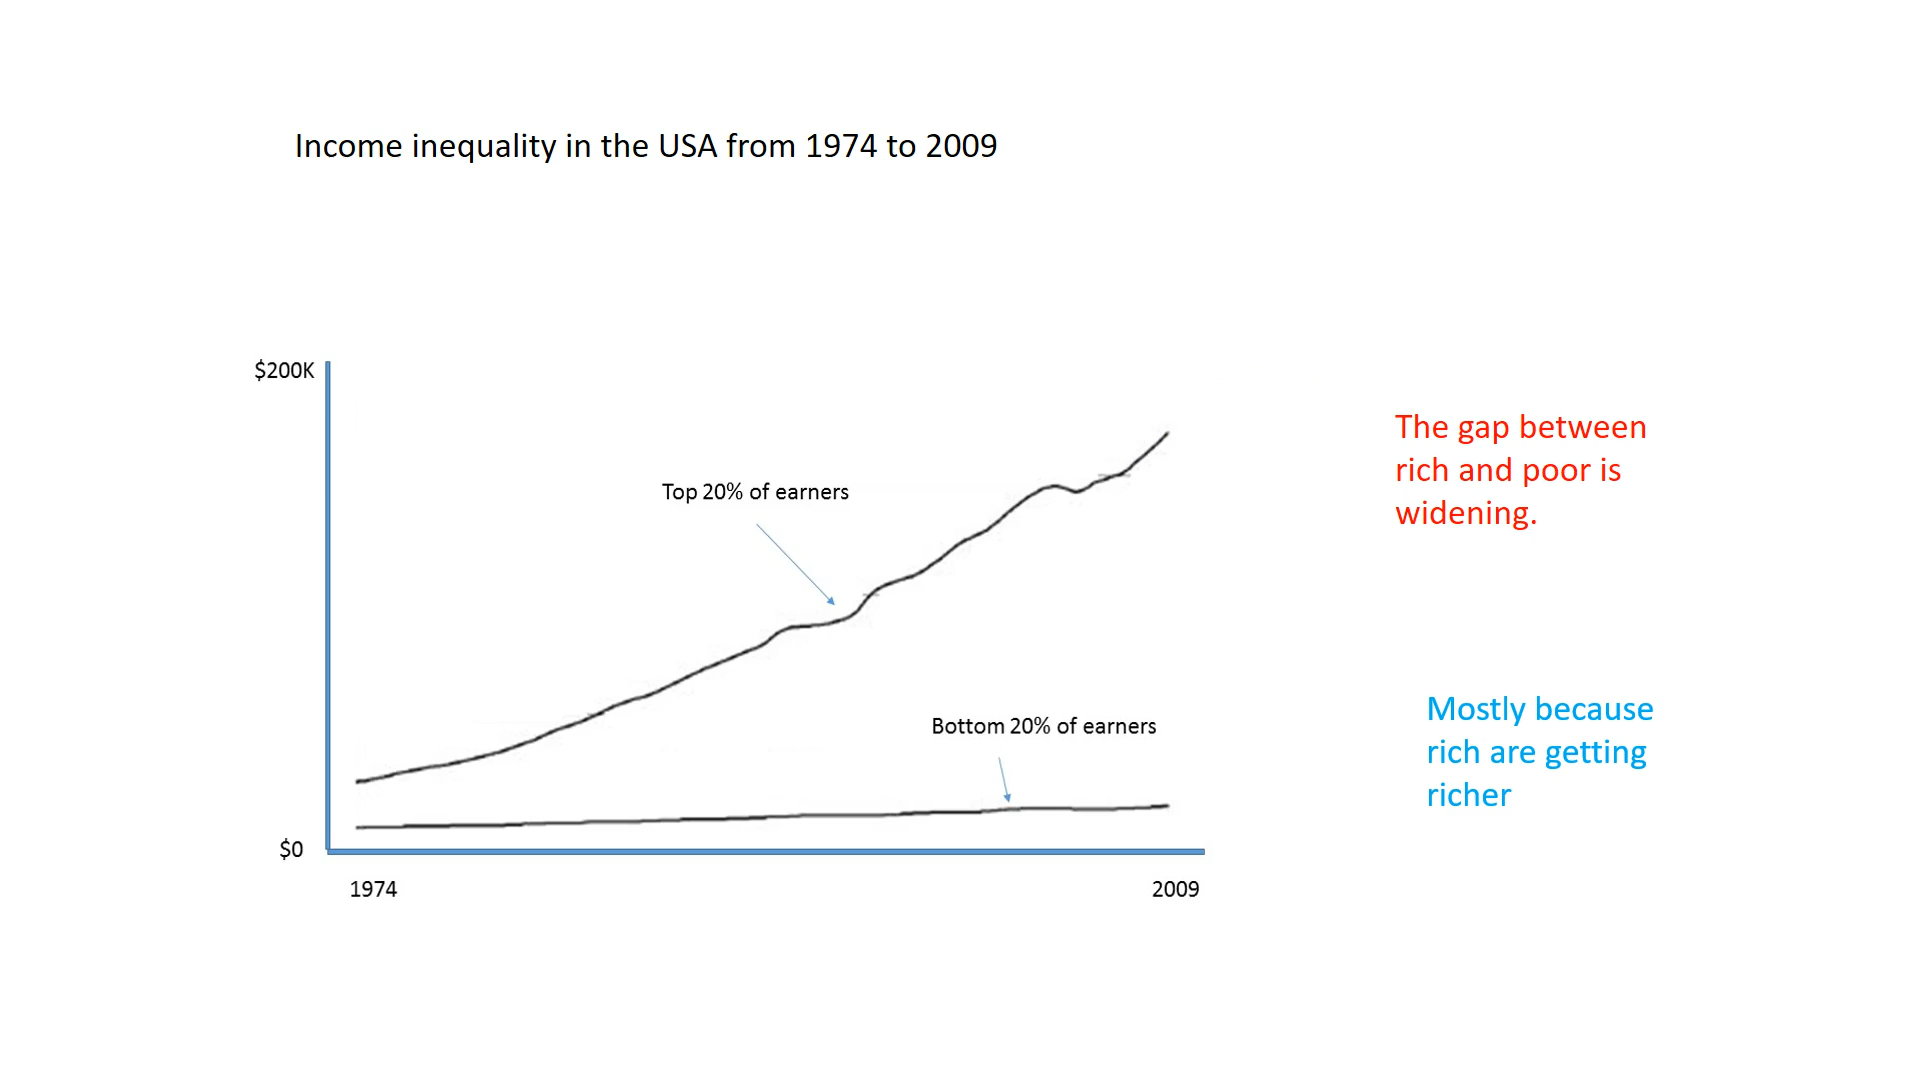 Income inequality in the USA from 1974 to 2009
$200K
The gap between
rich and poor is
widening.
Top 20% of earners
Mostly because
rich are getting
richer
Bottom 20% of earners
$0
1974
2009